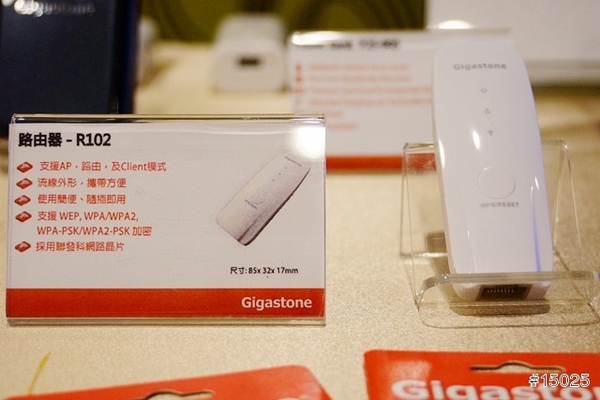 路由器 - R102
支援AP，路由，及Client模式
流線外形，攜帶方便
使用簡便、隨插即用
支援 WEP, WPA/WPA2,
WPA-PSK/WPA2-PSK 加密
採用聯發科網路晶片
尺寸: 85x 32x 17mm
Gigastone
Gigastone
WPS/RESET
Gigastone
#15025